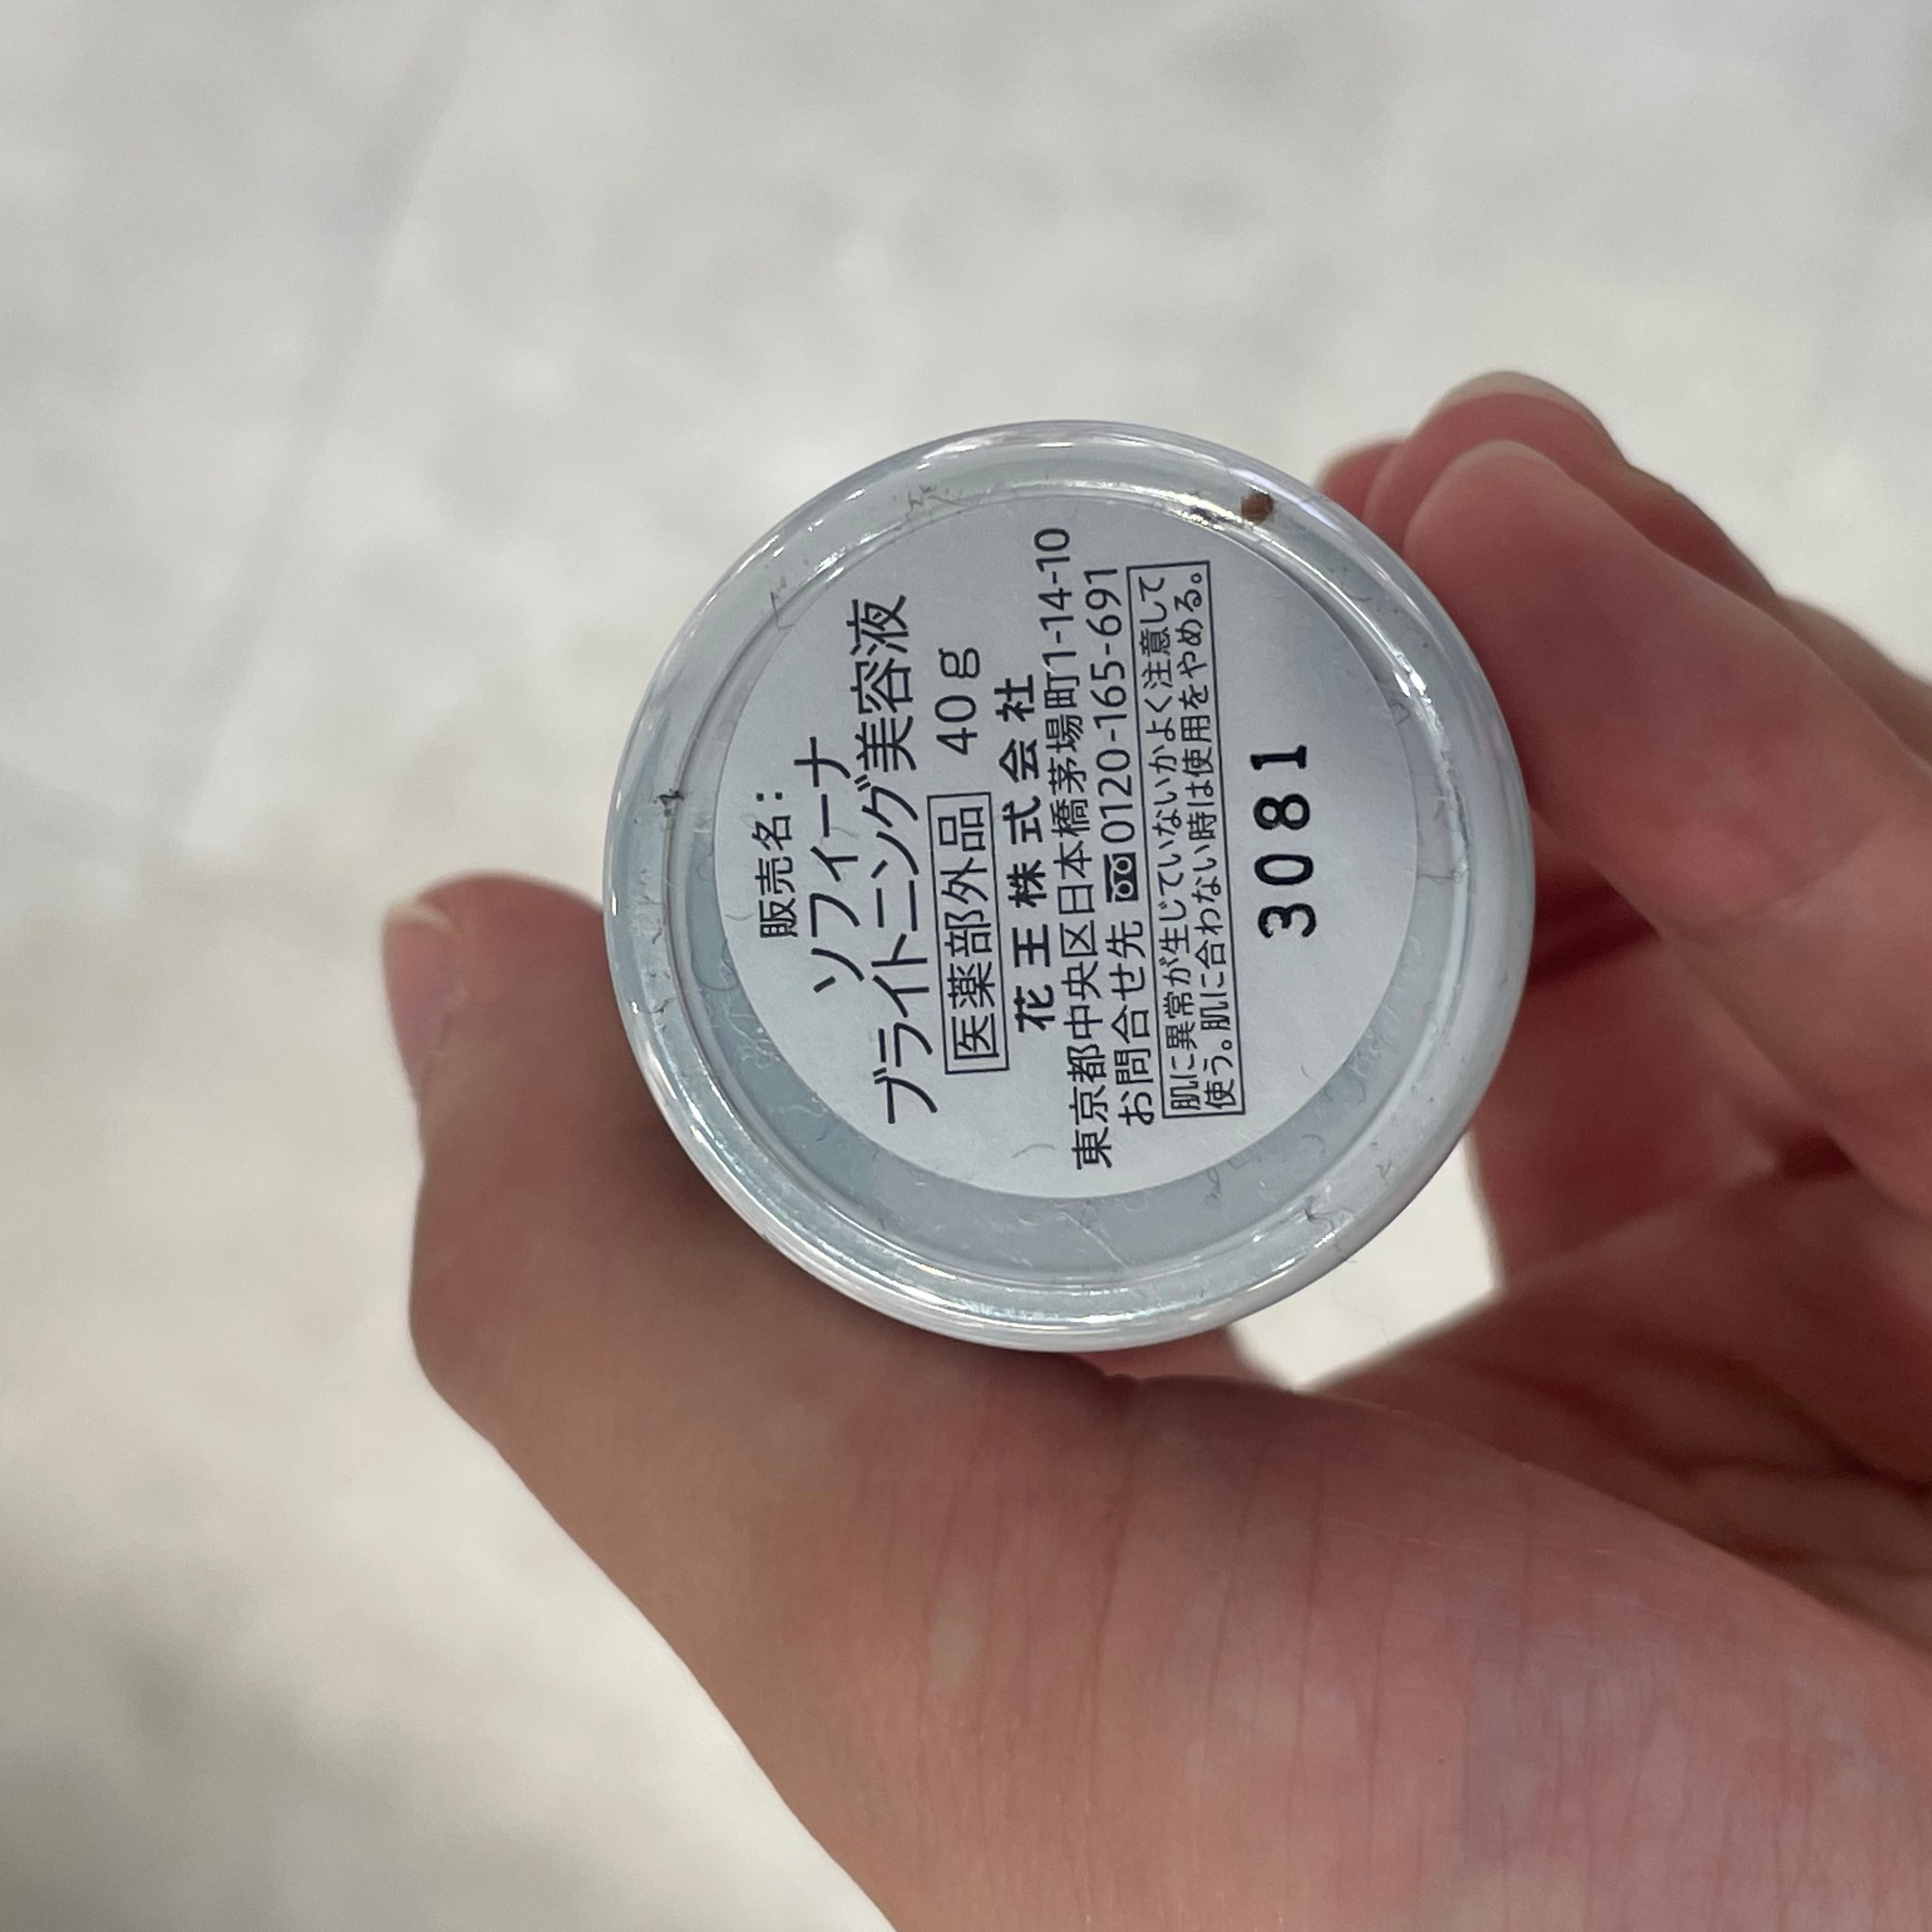 販売名：
ソフィーナ
ブライトニング美容液
医薬部外品 40g
花王株式会社
東京都中央区日本橋茅場町1-14-10
お問合せ先 0120-165-691
肌に異常が生じていないかよく注意して
使う。肌に合わない時は使用をやめる。
3081